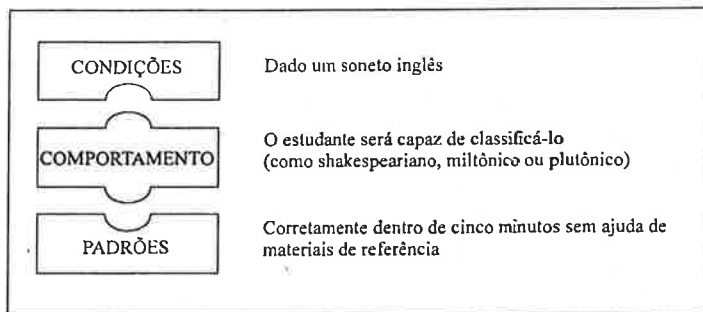 CONDIÇÕES
Dado um soneto inglês
COMPORTAMENTO
O estudante será capaz de classificá-lo
(como shakespeariano, miltônico ou plutônico)
PADRÕES
Corretamente dentro de cinco minutos sem ajuda de
materiais de referência